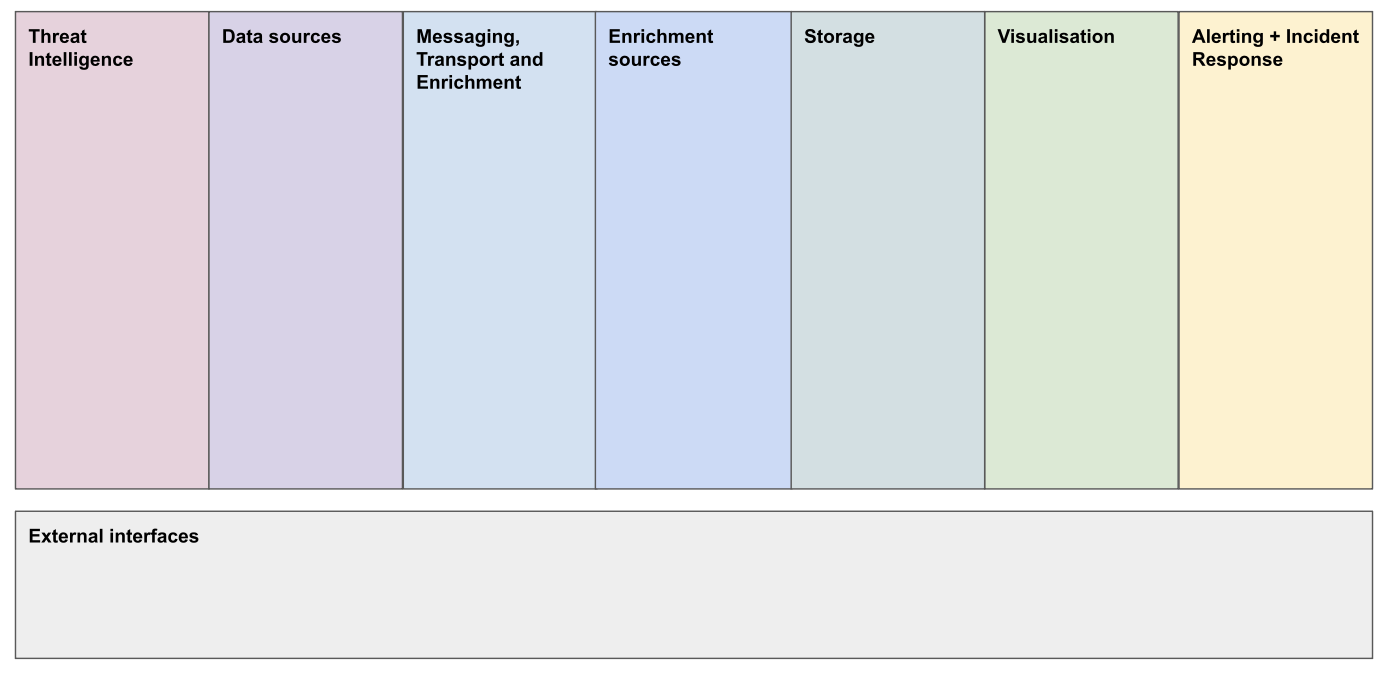 Threat
Intelligence
Data sources
Messaging,
Transport and
Enrichment
Enrichment
sources
Storage
Visualisation
Alerting + Incident
Response
External interfaces